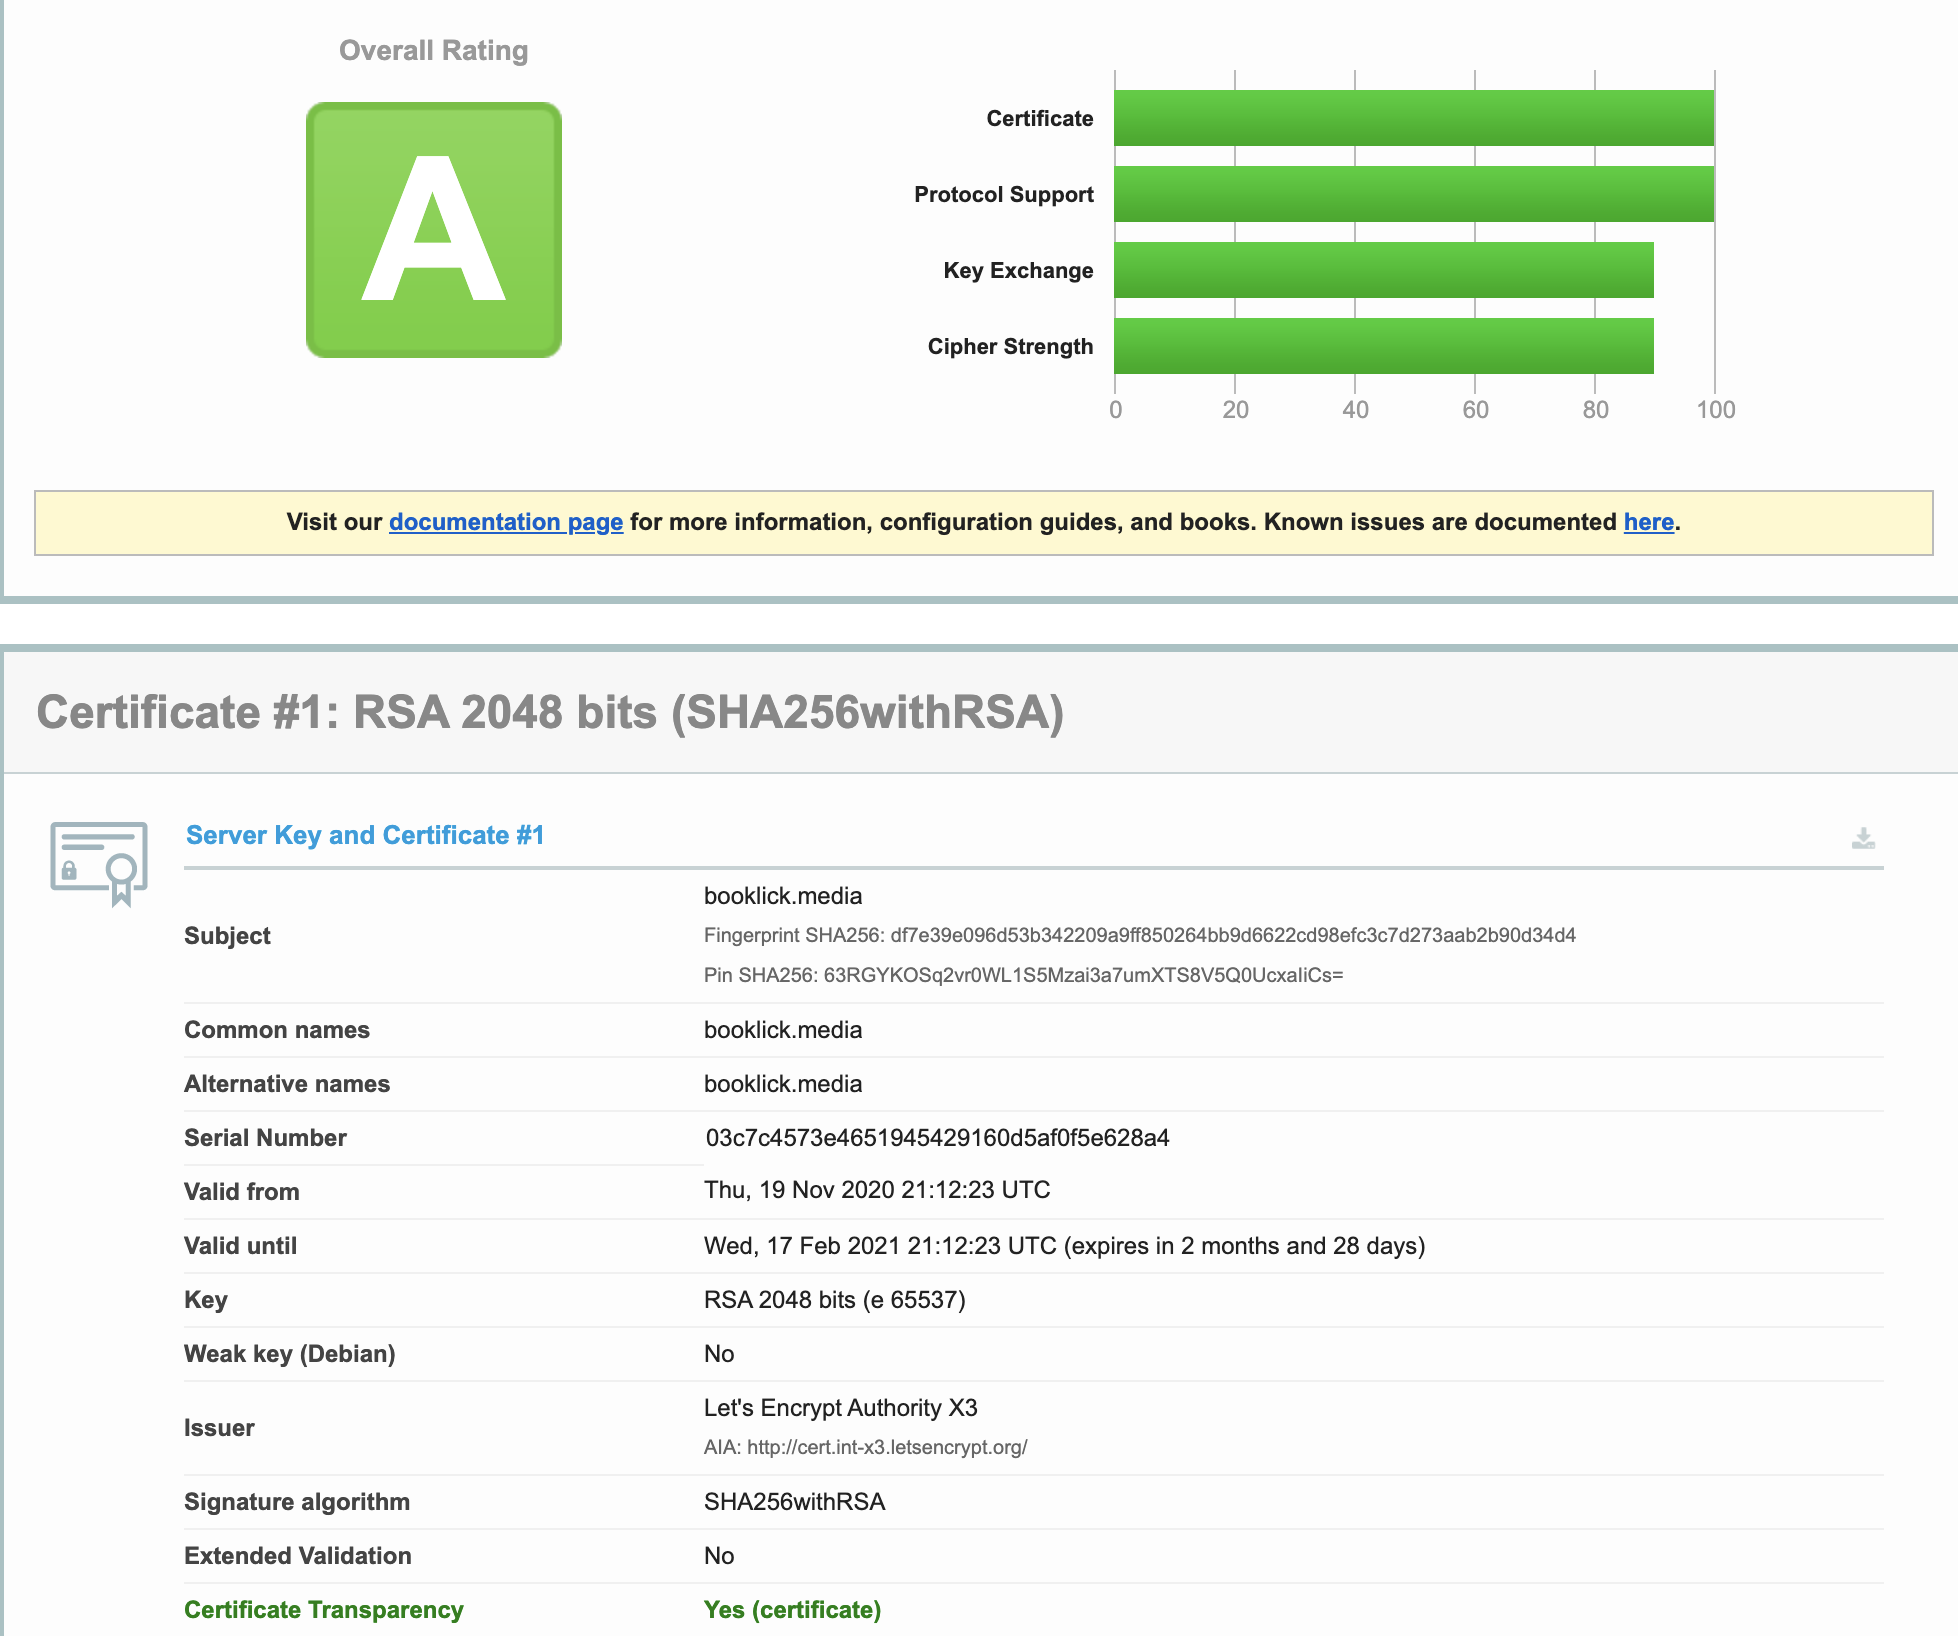 Overall Rating
A
Certificate
Protocol Support
Key Exchange
Cipher Strength
0 20 40 60 80 100
Visit our documentation page for more information, configuration guides, and books. Known issues are documented here.
Certificate #1: RSA 2048 bits (SHA256withRSA)
Server Key and Certificate #1
Subject
booklick.media
Fingerprint SHA256: df7e39e096d53b342209a9ff850264bb9d6622cd98efc3c7d273aab2b90d34d4
Pin SHA256: 63RGYKOSq2vr0WL1S5Mzai3a7umXTS8V5Q0UcxaliCs=
Common names booklick.media
Alternative names booklick.media
Serial Number 03c7c4573e4651945429160d5af0f5e628a4
Valid from Thu, 19 Nov 2020 21:12:23 UTC
Valid until Wed, 17 Feb 2021 21:12:23 UTC (expires in 2 months and 28 days)
Key RSA 2048 bits (e 65537)
Weak key (Debian) No
Issuer
Let's Encrypt Authority X3
AIA: http://cert.int-x3.letsencrypt.org/
Signature algorithm SHA256withRSA
Extended Validation No
Certificate Transparency Yes (certificate)